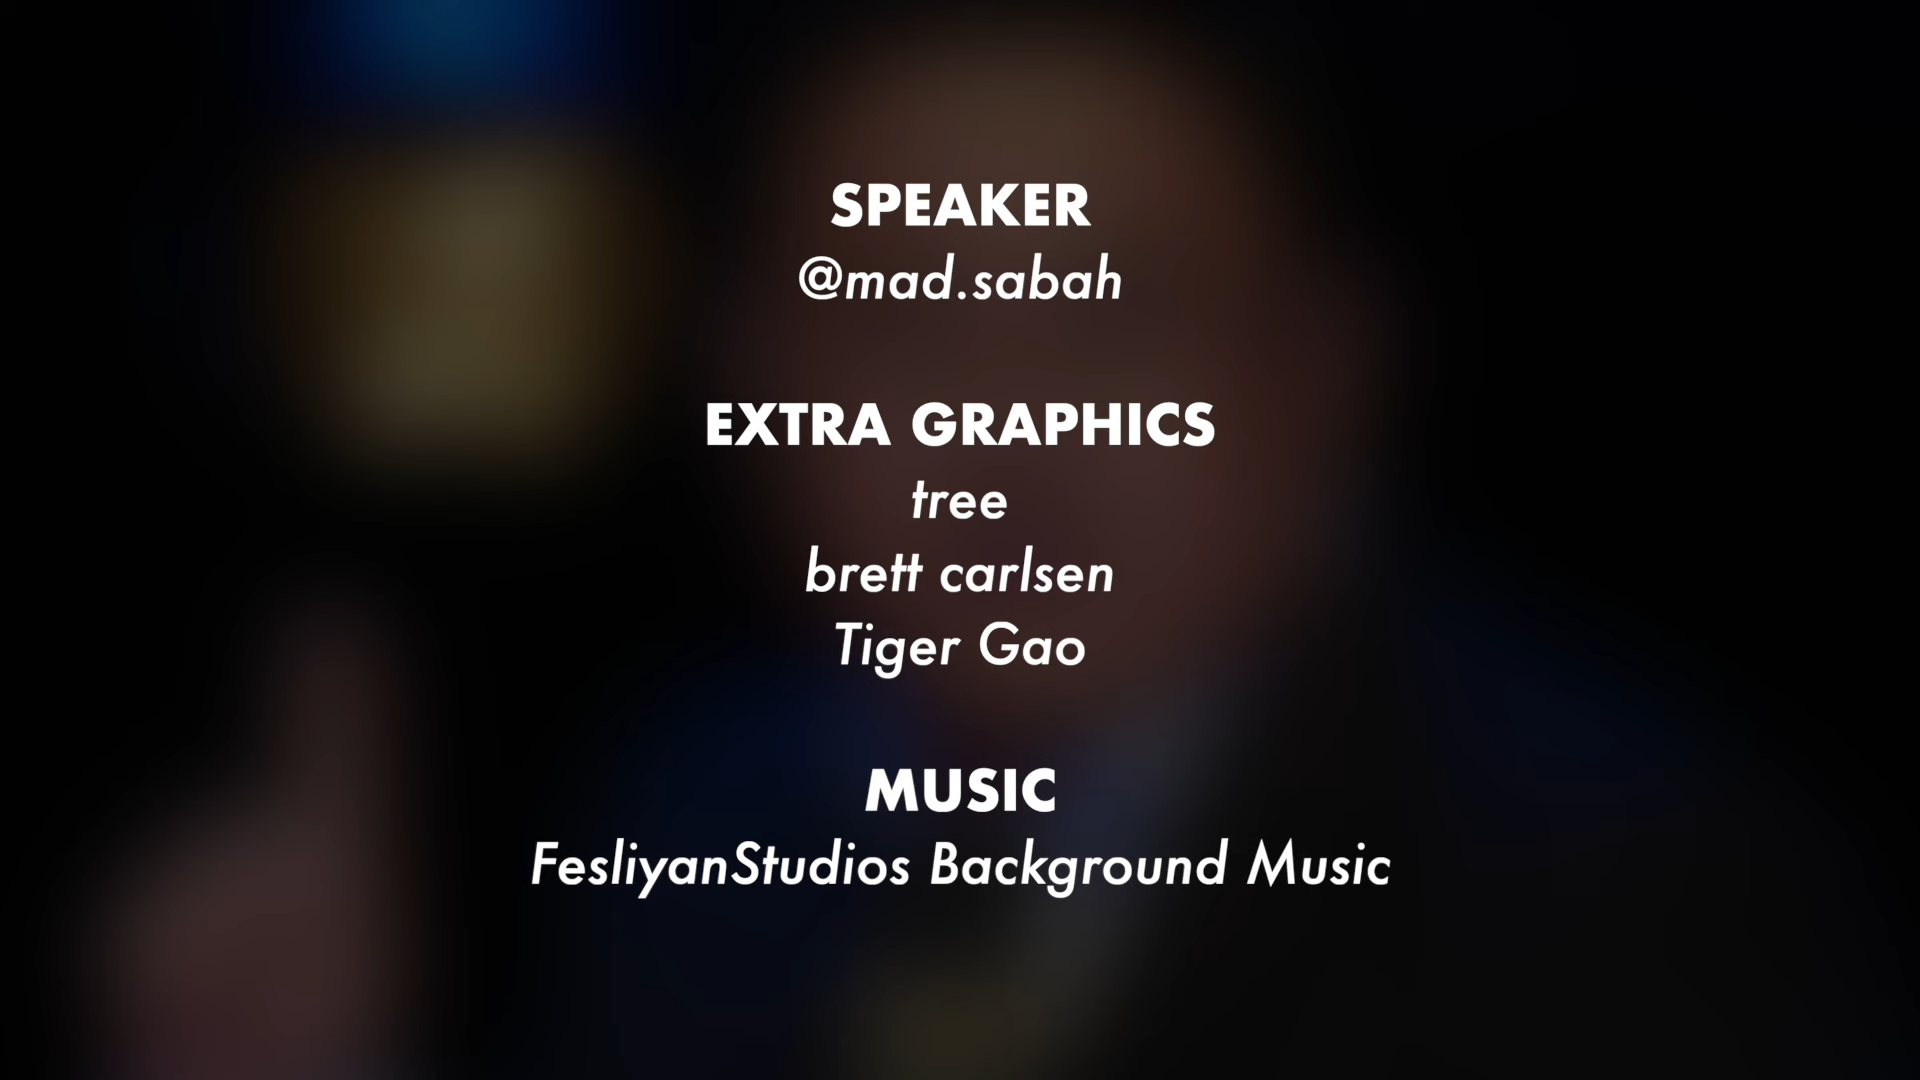 SPEAKER
@mad.sabah
EXTRA GRAPHICS
tree
brett carlsen
Tiger Gao
MUSIC
FesliyanStudios Background Music